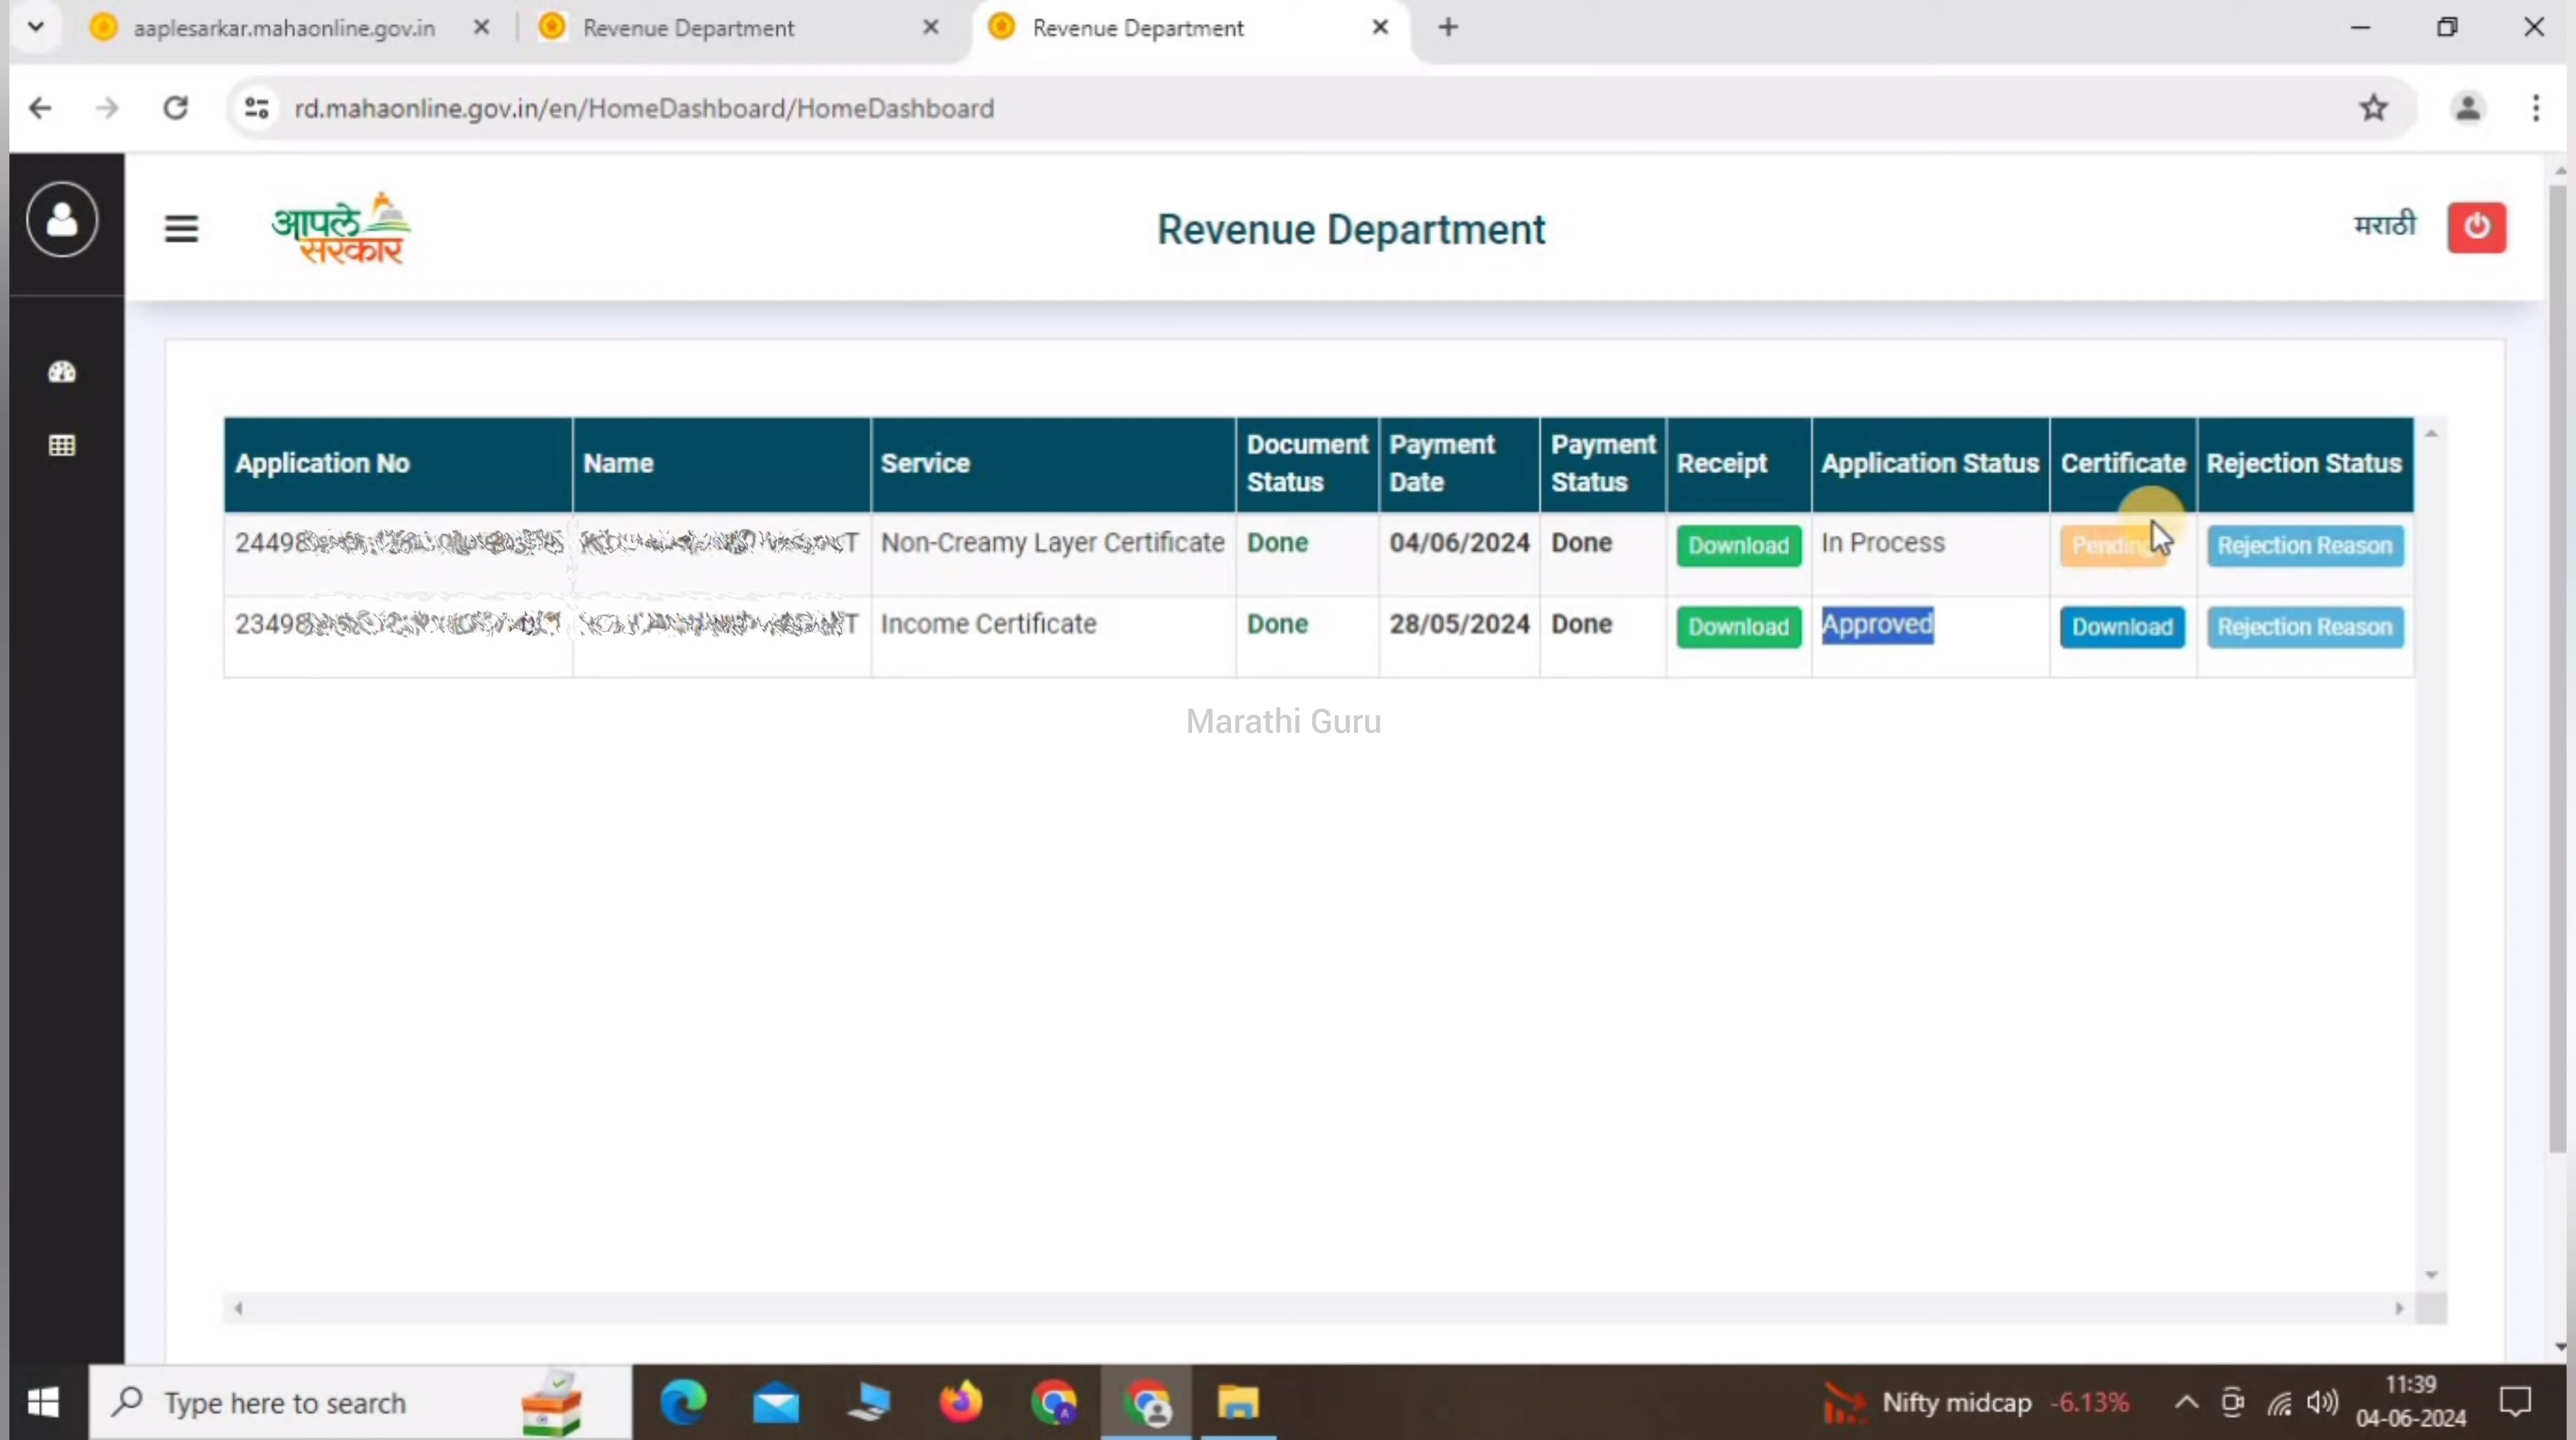 aaplesarkar.mahaonline.gov.in
Revenue Department
Revenue Department
rd.mahaonline.gov.in/en/HomeDashboard/HomeDashboard
आपले
सरकार
Revenue Department
मराठी
Application No Name Service Document Status Payment Date Payment Status Receipt Application Status Certificate Rejection Status
24498 T Non-Creamy Layer Certificate Done 04/06/2024 Done Download In Process Pending Rejection Reason
23498 T Income Certificate Done 28/05/2024 Done Download Approved Download Rejection Reason
Marathi Guru
Type here to search
Nifty midcap -6.13%
11:39
04-06-2024